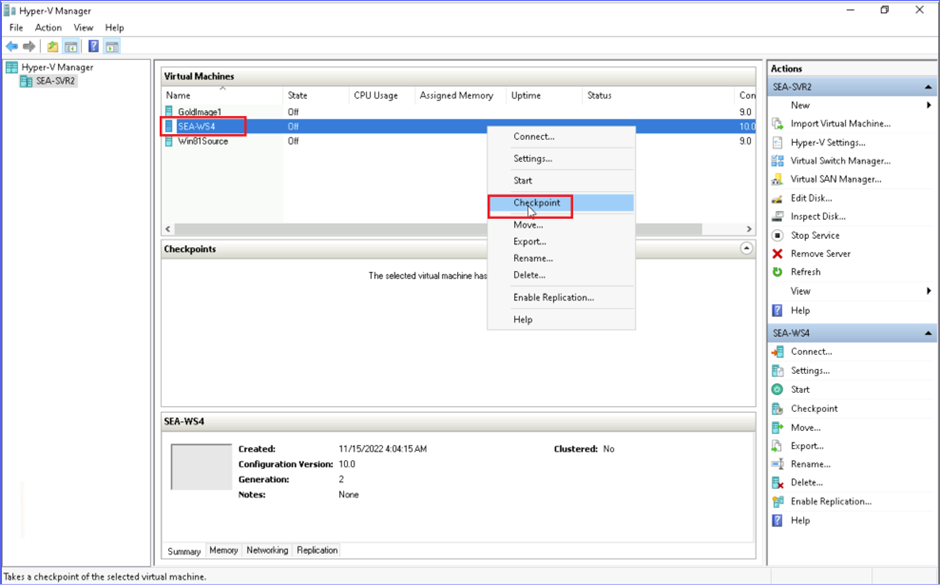 Hyper-V Manager
File Action View Help
Hyper-V Manager
SEA-SVR2
Virtual Machines
Name State CPU Usage Assigned Memory Uptime Status Con
GoldImage1 Off 9.0
SEA-WS4 Off 10.0
Win81Source Off 9.0
Connect...
Settings...
Start
Checkpoint
Move...
Export...
Rename...
Delete...
Enable Replication...
Help
Checkpoints
The selected virtual machine has
SEA-WS4
Created: 11/15/2022 4:04:15 AM Clustered: No
Configuration Version: 10.0
Generation: 2
Notes: None
Summary Memory Networking Replication
Actions
SEA-SVR2
New
Import Virtual Machine...
Hyper-V Settings...
Virtual Switch Manager...
Virtual SAN Manager...
Edit Disk...
Inspect Disk...
Stop Service
Remove Server
Refresh
View
Help
SEA-WS4
Connect...
Settings...
Start
Checkpoint
Move...
Export...
Rename...
Delete...
Enable Replication...
Help
Takes a checkpoint of the selected virtual machine.